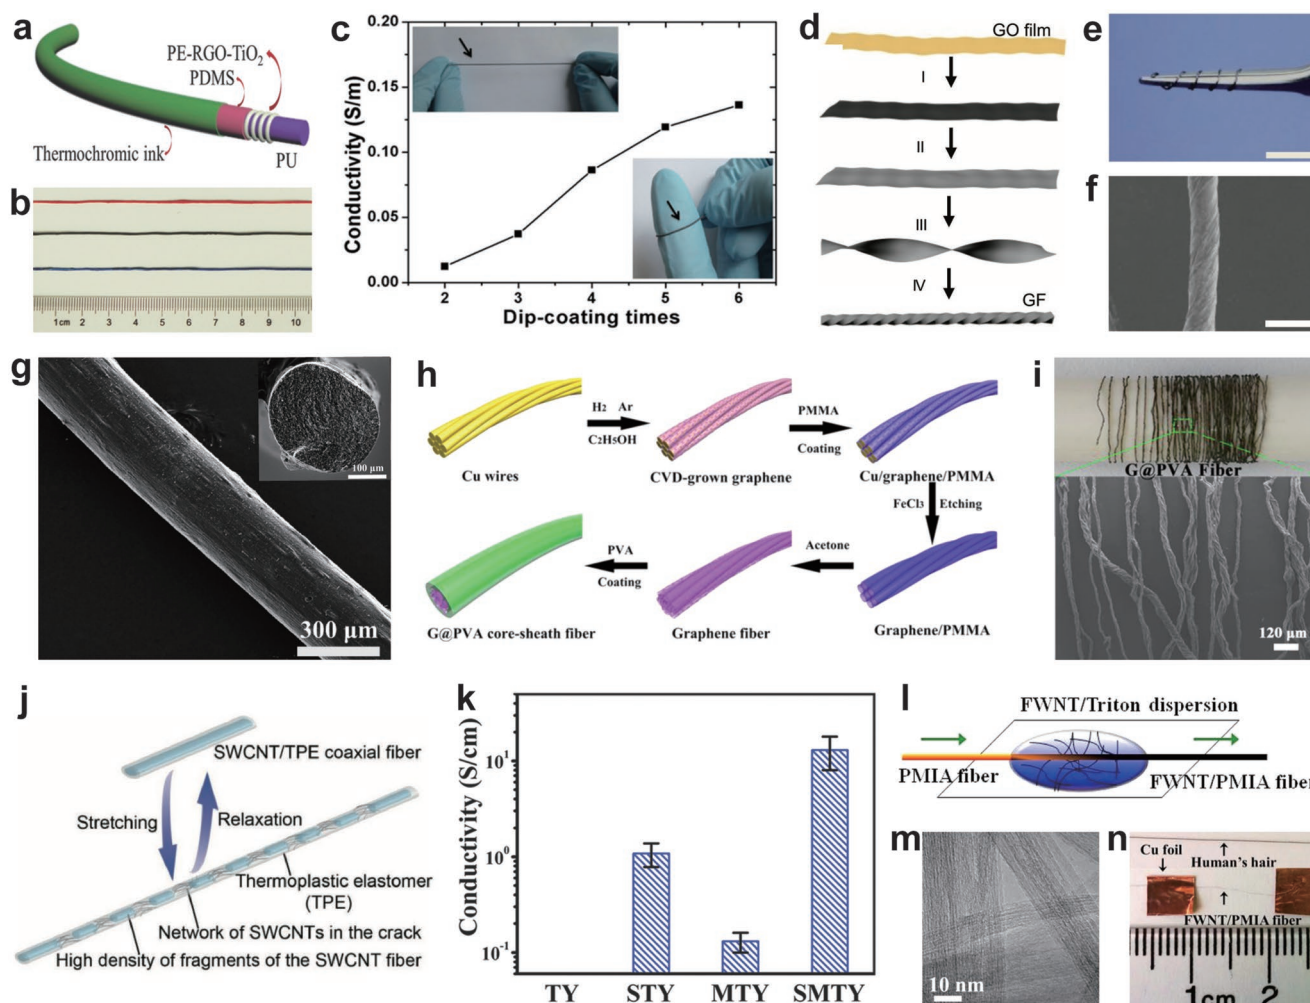 a
PE-RGO-TiO2
PDMS
Thermochromic ink
PU
b
1cm 2 3 4 5 6 7 8 9 10
c
Conductivity (S/m)
0.20
0.15
0.10
0.05
0.00
2 3 4 5 6
Dip-coating times
d
GO film
I
II
III
IV
GF
e
f
g
100 μm
300 μm
h
H2 Ar
C2H5OH
PMMA
Coating
Cu wires
CVD-grown graphene
Cu/graphene/PMMA
FeCl3 Etching
PVA
Coating
Acetone
G@PVA core-sheath fiber
Graphene fiber
Graphene/PMMA
i
G@PVA Fiber
120 μm
j
SWCNT/TPE coaxial fiber
Stretching
Relaxation
Thermoplastic elastomer
(TPE)
Network of SWCNTs in the crack
High density of fragments of the SWCNT fiber
k
Conductivity (S/cm)
10¹
10⁰
10⁻¹
TY STY MTY SMTY
l
FWNT/Triton dispersion
PMIA fiber
FWNT/PMIA fiber
m
10 nm
n
Cu foil
Human's hair
FWNT/PMIA fiber
1cm 2